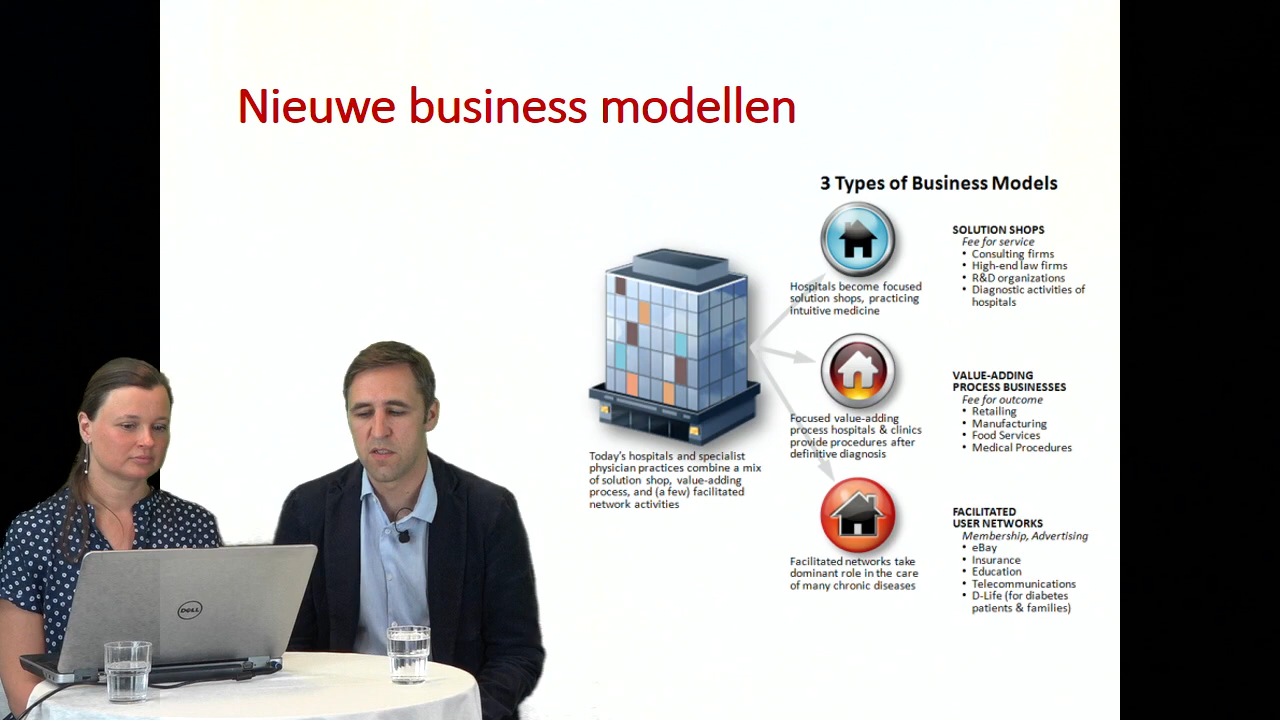 Nieuwe business modellen
3 Types of Business Models
Hospitals become focused
solution shops, practicing
intuitive medicine
SOLUTION SHOPS
Fee for service
• Consulting firms
• High-end law firms
• R&D organizations
• Diagnostic activities of
hospitals
Focused value-adding
process hospitals & clinics
provide procedures after
definitive diagnosis
VALUE-ADDING
PROCESS BUSINESSES
Fee for outcome
• Retailing
• Manufacturing
• Food Services
• Medical Procedures
Today's hospitals and specialist
physician practices combine a mix
of solution shop, value-adding
process, and (a few) facilitated
network activities
Facilitated networks take
dominant role in the care
of many chronic diseases
FACILITATED
USER NETWORKS
Membership, Advertising
• eBay
• Insurance
• Education
• Telecommunications
• D-Life (for diabetes
patients & families)
DELL